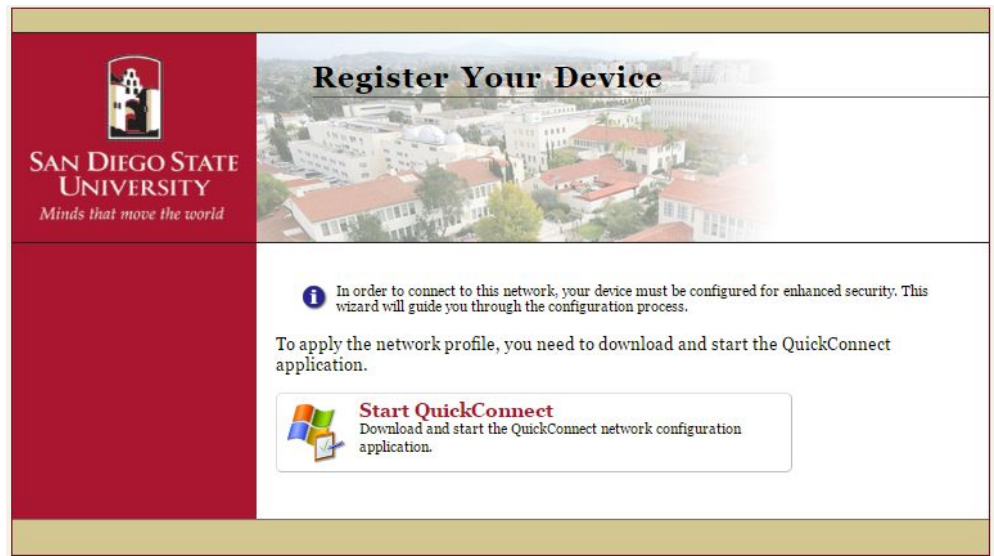 Register Your Device
SAN DIEGO STATE
UNIVERSITY
Minds that move the world
In order to connect to this network, your device must be configured for enhanced security. This
wizard will guide you through the configuration process.
To apply the network profile, you need to download and start the QuickConnect
application.
Start QuickConnect
Download and start the QuickConnect network configuration
application.